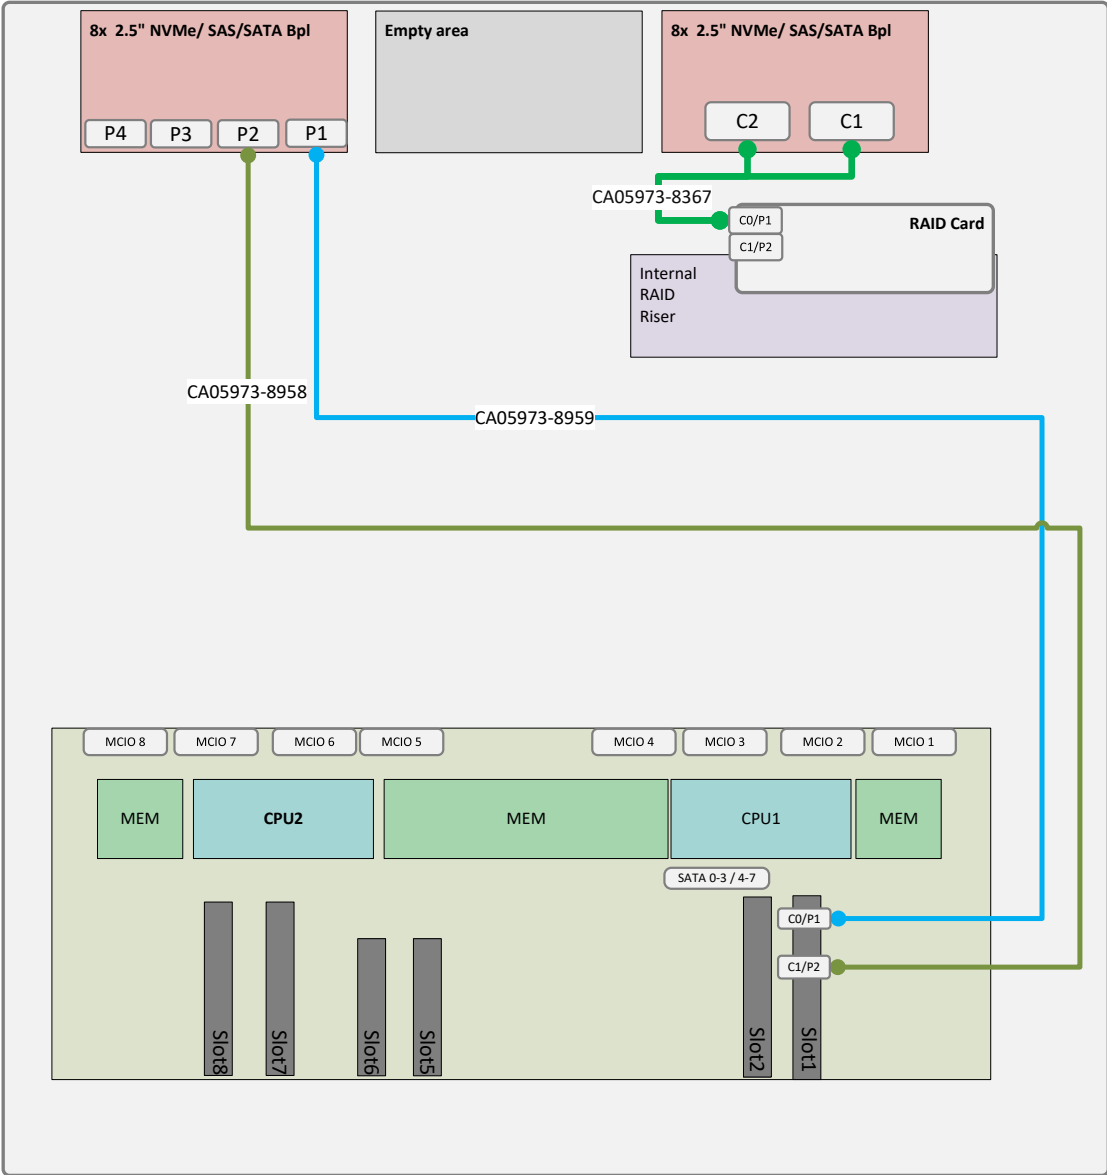 8x  2.5" NVMe/ SAS/SATA Bpl
P4
P3
P2
P1
Empty area
8x  2.5" NVMe/ SAS/SATA Bpl
C2
C1
CA05973-8367
C0/P1
C1/P2
RAID Card
Internal
RAID
Riser
CA05973-8958
CA05973-8959
MCIO 8
MCIO 7
MCIO 6
MCIO 5
MCIO 4
MCIO 3
MCIO 2
MCIO 1
MEM
CPU2
MEM
CPU1
MEM
SATA 0-3 / 4-7
C0/P1
C1/P2
Slot8
Slot7
Slot6
Slot5
Slot2
Slot1